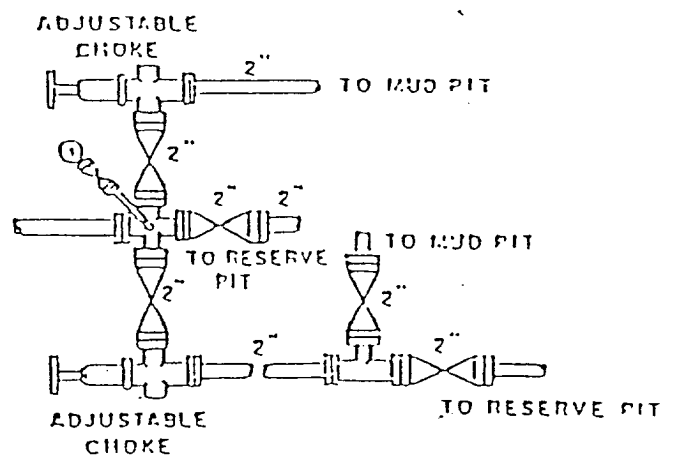 ADJUSTABLE
CHOKE
2"
TO MUD PIT
2"
2"
2"
TO RESERVE
PIT
TO MUD PIT
2"
2"
2"
2"
TO RESERVE PIT
ADJUSTABLE
CHOKE